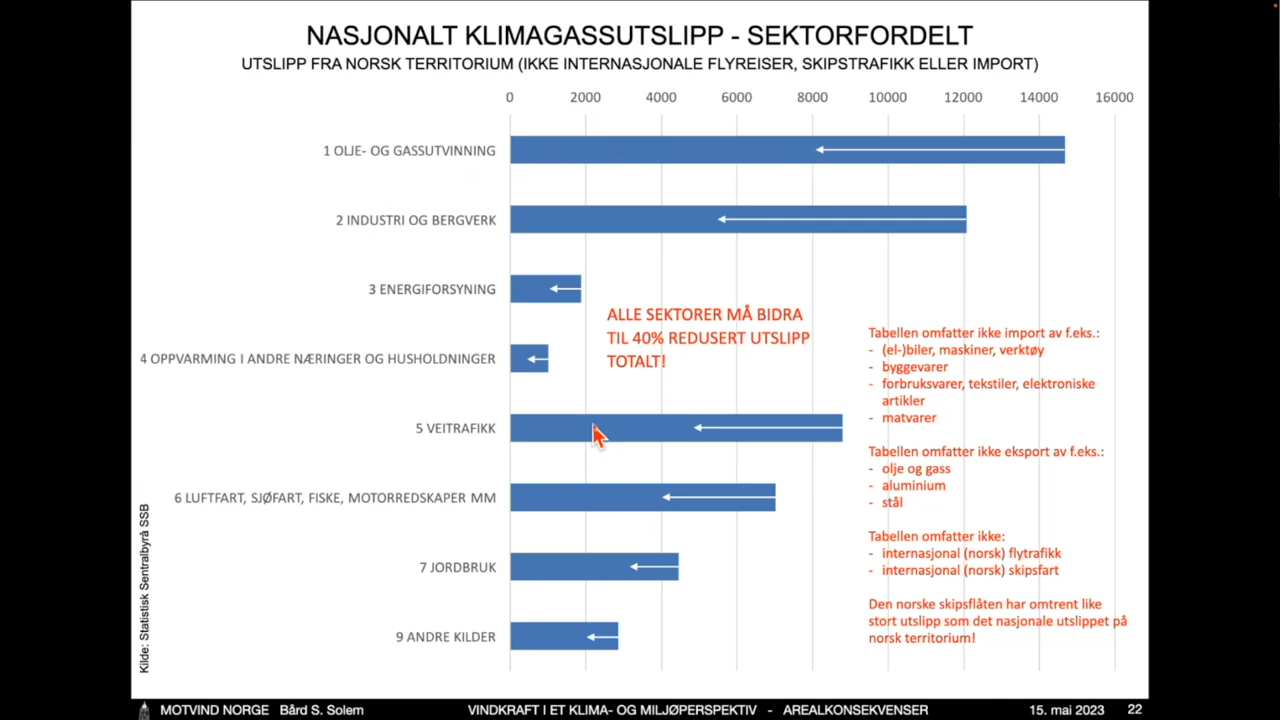 NASJONALT KLIMAGASSUTSLIPP - SEKTORFORDELT
UTSLIPP FRA NORSK TERRITORIUM (IKKE INTERNASJONALE FLYREISER, SKIPSTRAFIKK ELLER IMPORT)
0 2000 4000 6000 8000 10000 12000 14000 16000
1 OLJE- OG GASSUTVINNING
2 INDUSTRI OG BERGVERK
3 ENERGIFORSYNING
4 OPPVARMING I ANDRE NÆRINGER OG HUSHOLDNINGER
5 VEITRAFIKK
6 LUFTFART, SJØFART, FISKE, MOTORREDSKAPER MM
7 JORDBRUK
9 ANDRE KILDER
ALLE SEKTORER MÅ BIDRA
TIL 40% REDUSERT UTSLIPP
TOTALT!
Tabellen omfatter ikke import av f.eks.:
- (el-)biler, maskiner, verktøy
- byggevarer
- forbruksvarer, tekstiler, elektroniske
artikler
- matvarer
Tabellen omfatter ikke eksport av f.eks.:
- olje og gass
- aluminium
- stål
Tabellen omfatter ikke:
- internasjonal (norsk) flytrafikk
- internasjonal (norsk) skipsfart
Den norske skipsflåten har omtrent like
stort utslipp som det nasjonale utslippet på
norsk territorium!
Kilde: Statistisk Sentralbyrå SSB
MOTVIND NORGE Bård S. Solem VINDKRAFT I ET KLIMA- OG MILJØPERSPEKTIV - AREALKONSEKVENSER 15. mai 2023 22